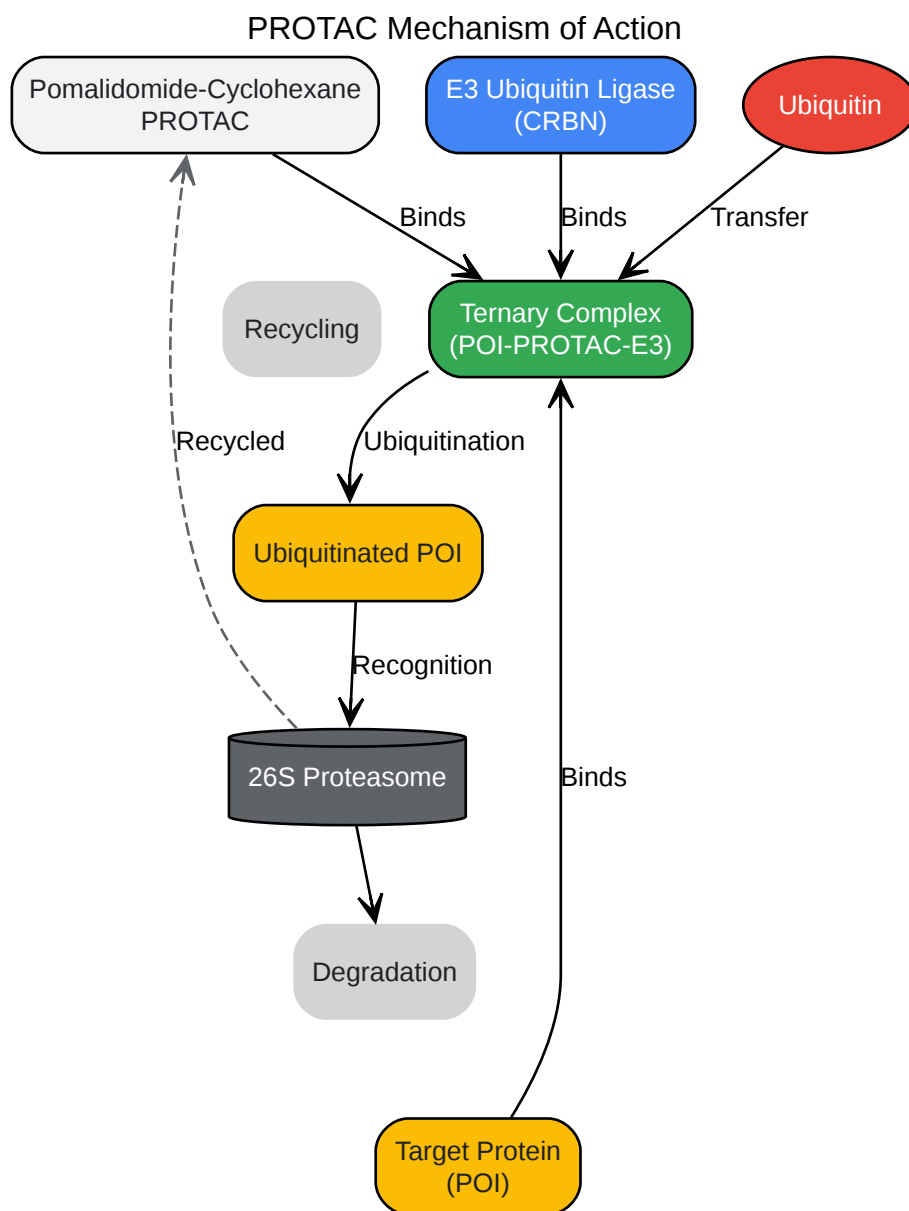 PROTAC Mechanism of Action
Pomalidomide-Cyclohexane
PROTAC
E3 Ubiquitin Ligase
(CRBN)
Ubiquitin
Binds
Binds
Transfer
Recycling
Ternary Complex
(POI-PROTAC-E3)
Recycled
Ubiquitination
Ubiquitinated POI
Recognition
26S Proteasome
Binds
Degradation
Target Protein
(POI)